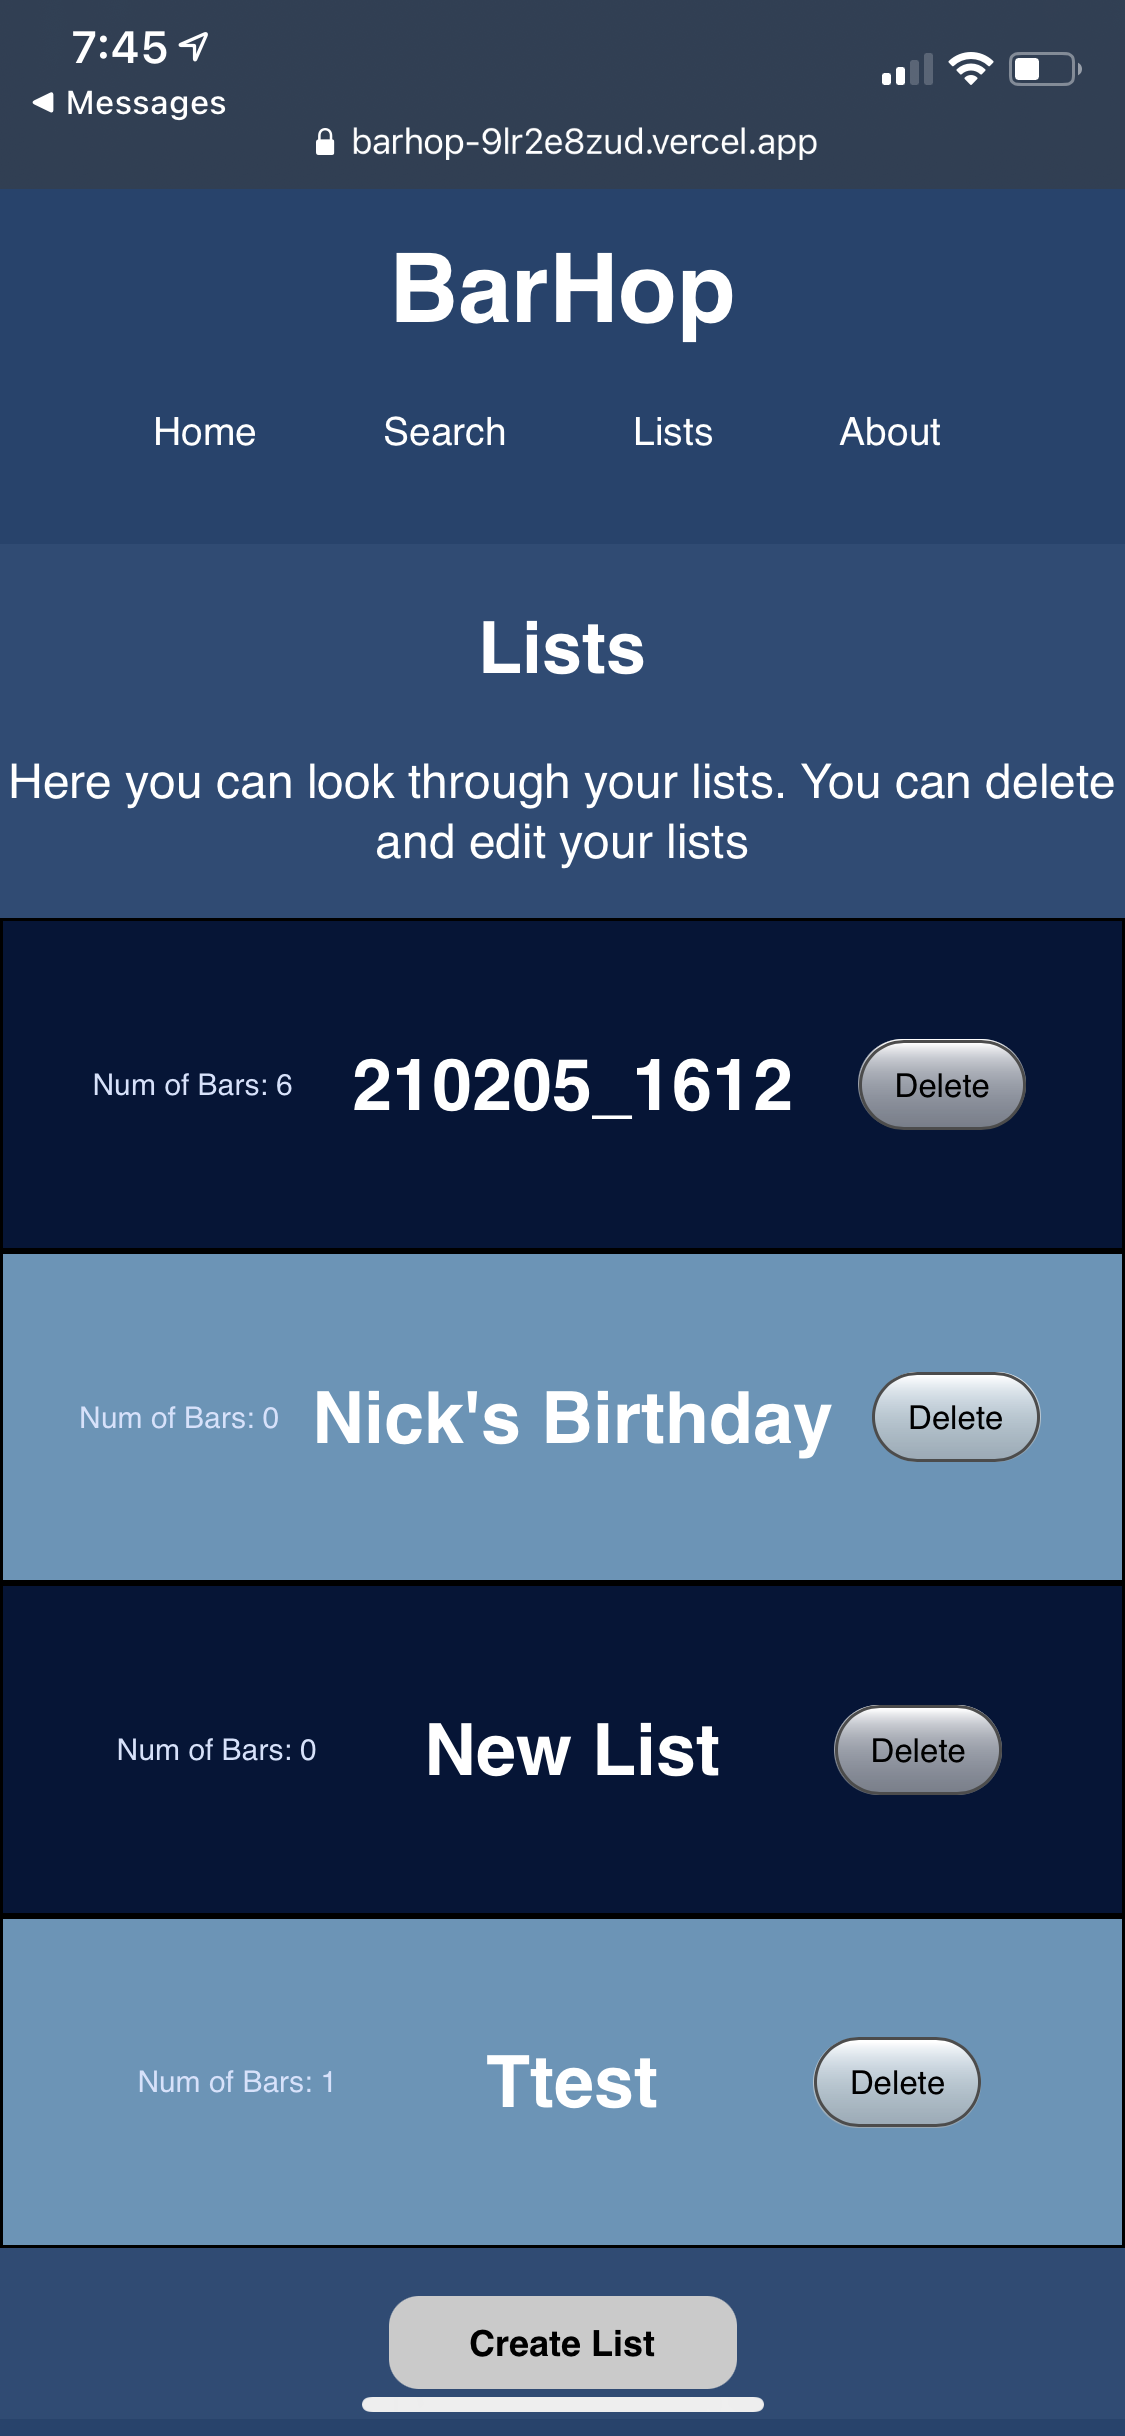 7:45
Messages
barhop-9lr2e8zud.vercel.app
BarHop
Home Search Lists About
Lists
Here you can look through your lists. You can delete
and edit your lists
Num of Bars: 6 210205_1612 Delete
Num of Bars: 0 Nick's Birthday Delete
Num of Bars: 0 New List Delete
Num of Bars: 1 Ttest Delete
Create List